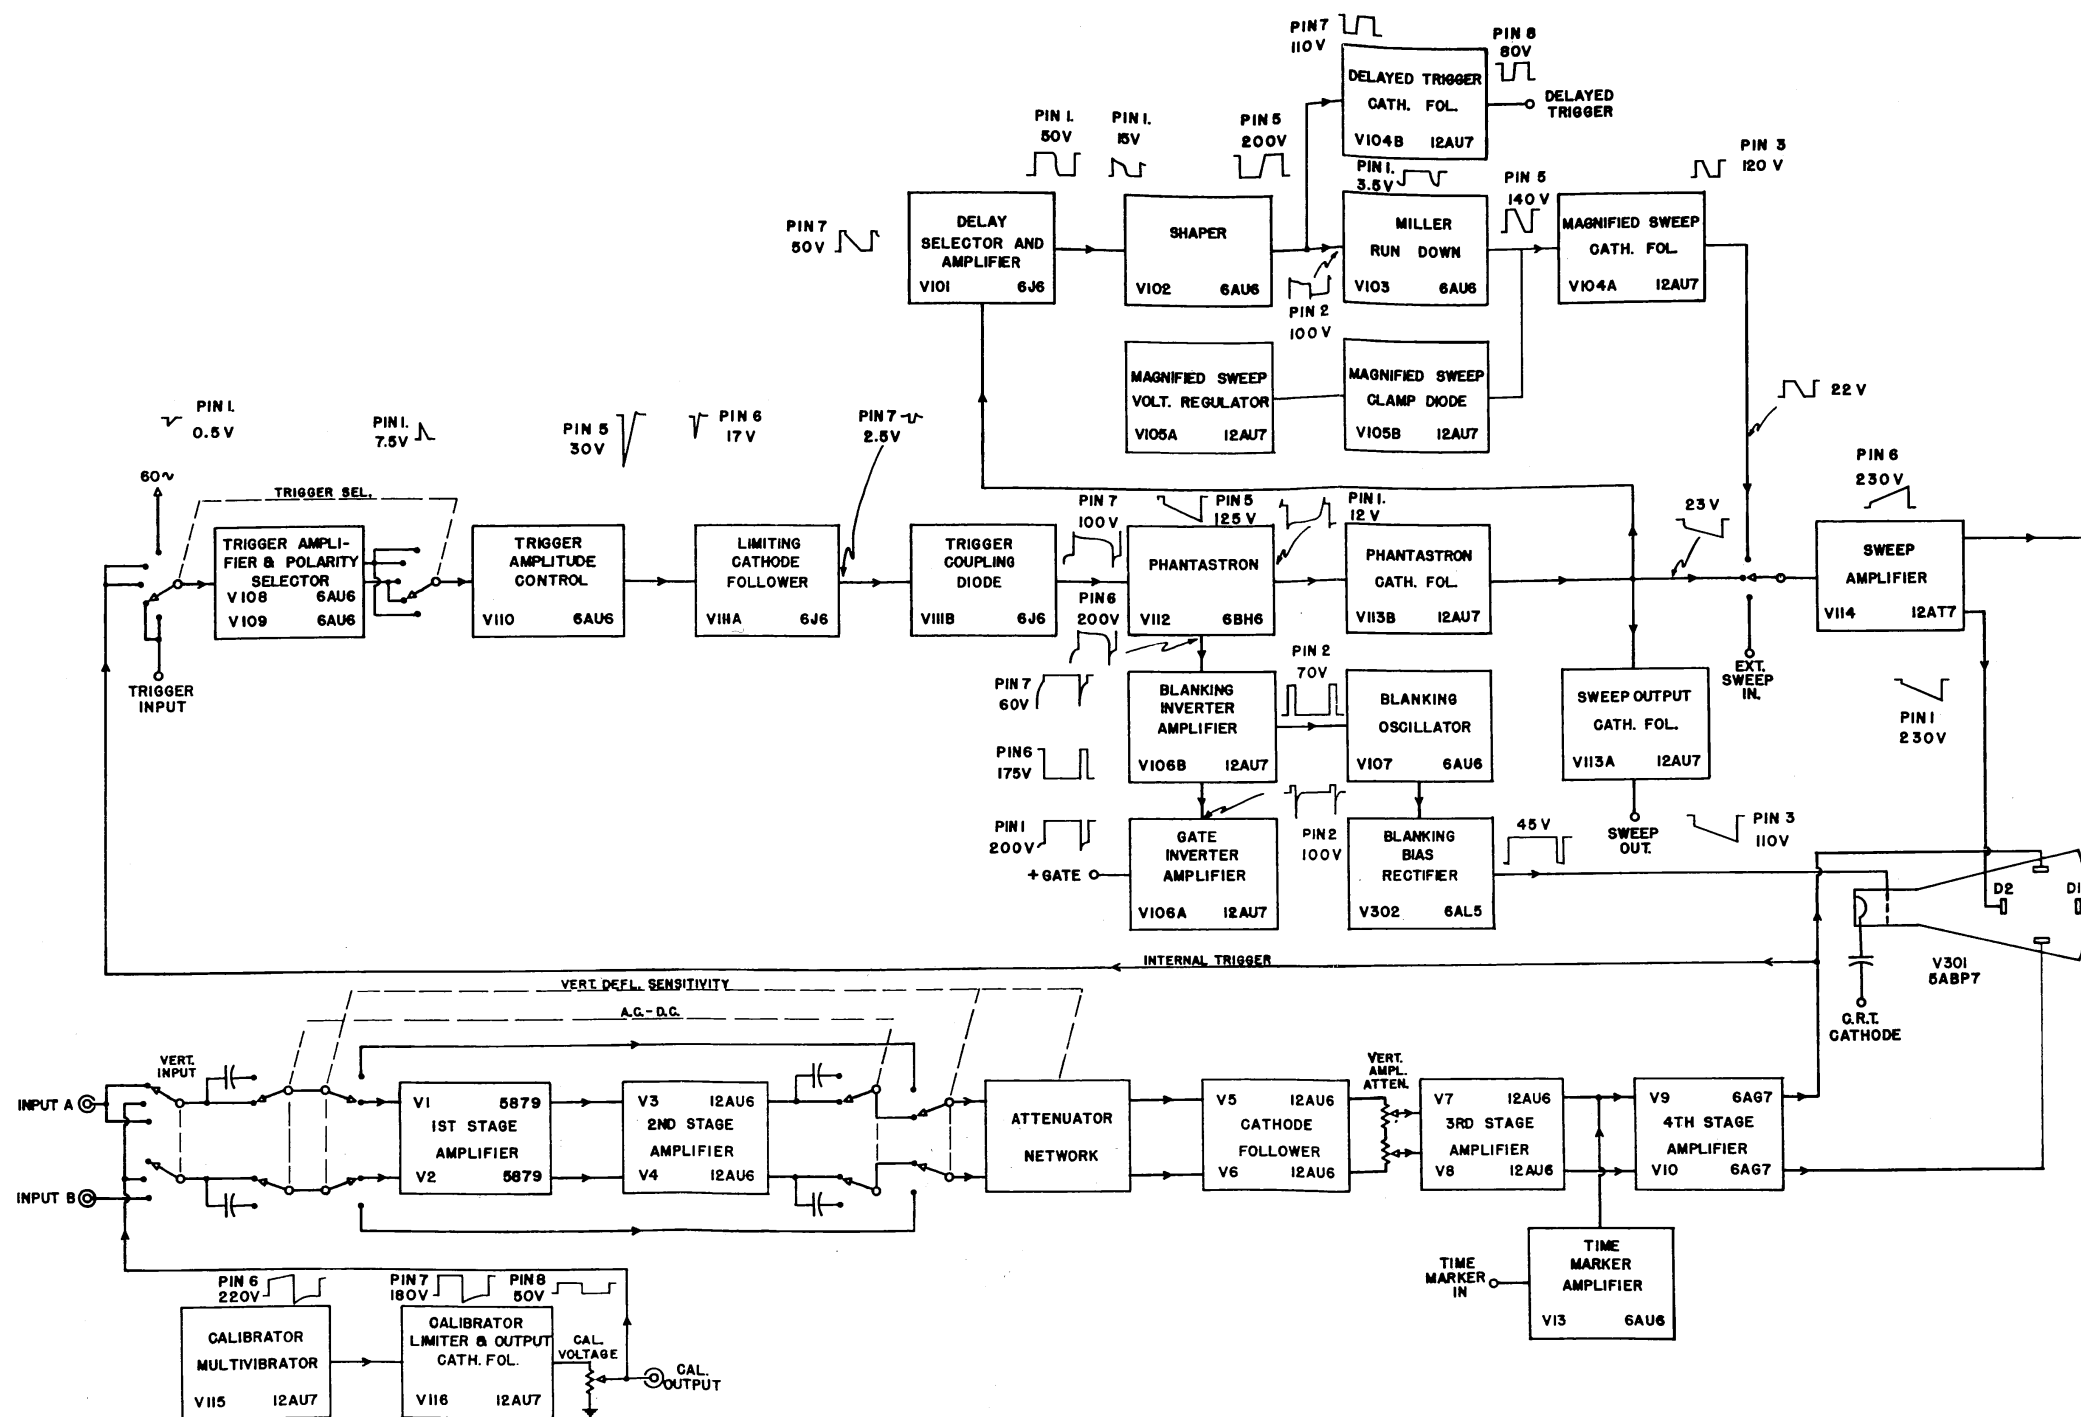 PIN 7
110V
PIN 8
80V
DELAYED TRIGGER
CATH. FOL.
V104B 12AU7
DELAYED
TRIGGER
PIN 1.
50V
PIN 1.
15V
PIN 5
200V
PIN 1.
3.5V
PIN 5
140V
PIN 3
120 V
PIN 7
50V
DELAY
SELECTOR AND
AMPLIFIER
V101 6J6
SHAPER
V102 6AU6
MILLER
RUN DOWN
V103 6AU6
MAGNIFIED SWEEP
CATH. FOL.
V104A 12AU7
PIN 2
100V
MAGNIFIED SWEEP
VOLT. REGULATOR
V105A 12AU7
MAGNIFIED SWEEP
CLAMP DIODE
V105B 12AU7
22 V
PIN 1.
0.5V
PIN 1.
7.5V
PIN 5
30V
PIN 6
17V
PIN 7
2.5V
60~
TRIGGER SEL.
PIN 7
100V
PIN 5
125 V
PIN 1.
12 V
23V
PIN 6
230V
TRIGGER AMPLI-
FIER & POLARITY
SELECTOR
V108 6AU6
V109 6AU6
TRIGGER
AMPLITUDE
CONTROL
V110 6AU6
LIMITING
CATHODE
FOLLOWER
V111A 6J6
TRIGGER
COUPLING
DIODE
V111B 6J6
PHANTASTRON
V112 6BH6
PHANTASTRON
CATH. FOL.
V113B 12AU7
SWEEP
AMPLIFIER
V114 12AT7
TRIGGER
INPUT
PIN 6
200V
EXT.
SWEEP
IN.
PIN 7
60V
BLANKING
INVERTER
AMPLIFIER
V106B 12AU7
PIN 2
70V
BLANKING
OSCILLATOR
V107 6AU6
SWEEP OUTPUT
CATH. FOL.
V113A 12AU7
PIN 1
230V
PIN 6
175V
PIN 1
200V
+ GATE
GATE
INVERTER
AMPLIFIER
V106A 12AU7
PIN 2
100V
BLANKING
BIAS
RECTIFIER
V302 6AL5
45 V
SWEEP
OUT.
PIN 3
110V
D2
D1
V301
5ABP7
C.R.T.
CATHODE
INTERNAL TRIGGER
VERT. DEFL. SENSITIVITY
A.C.-D.C.
VERT.
INPUT
INPUT A
INPUT B
V1 5879
1ST STAGE
AMPLIFIER
V2 5879
V3 12AU6
2ND STAGE
AMPLIFIER
V4 12AU6
ATTENUATOR
NETWORK
V5 12AU6
CATHODE
FOLLOWER
V6 12AU6
VERT.
AMPL.
ATTEN.
V7 12AU6
3RD STAGE
AMPLIFIER
V8 12AU6
V9 6AG7
4TH STAGE
AMPLIFIER
V10 6AG7
TIME
MARKER
IN
TIME
MARKER
AMPLIFIER
V13 6AU6
PIN 6
220V
PIN 7
180V
PIN 8
50V
CALIBRATOR
MULTIVIBRATOR
V115 12AU7
CALIBRATOR
LIMITER & OUTPUT
CATH. FOL.
V116 12AU7
CAL.
VOLTAGE
CAL.
OUTPUT